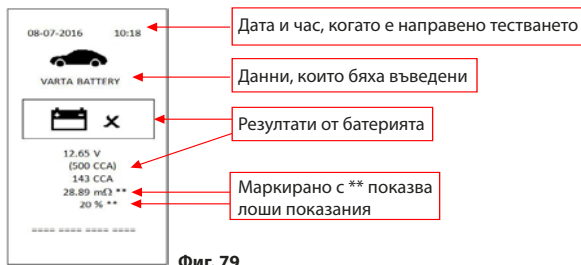 08-07-2016 10:18
VARTA BATTERY
12.65 V
(500 CCA)
143 CCA
28.89 mΩ **
20 % **
==== ==== ==== ====
Дата и час, когато е направено тестването
Данни, които бяха въведени
Резултати от батерията
Маркирано с ** показва
лоши показания
Фиг. 79